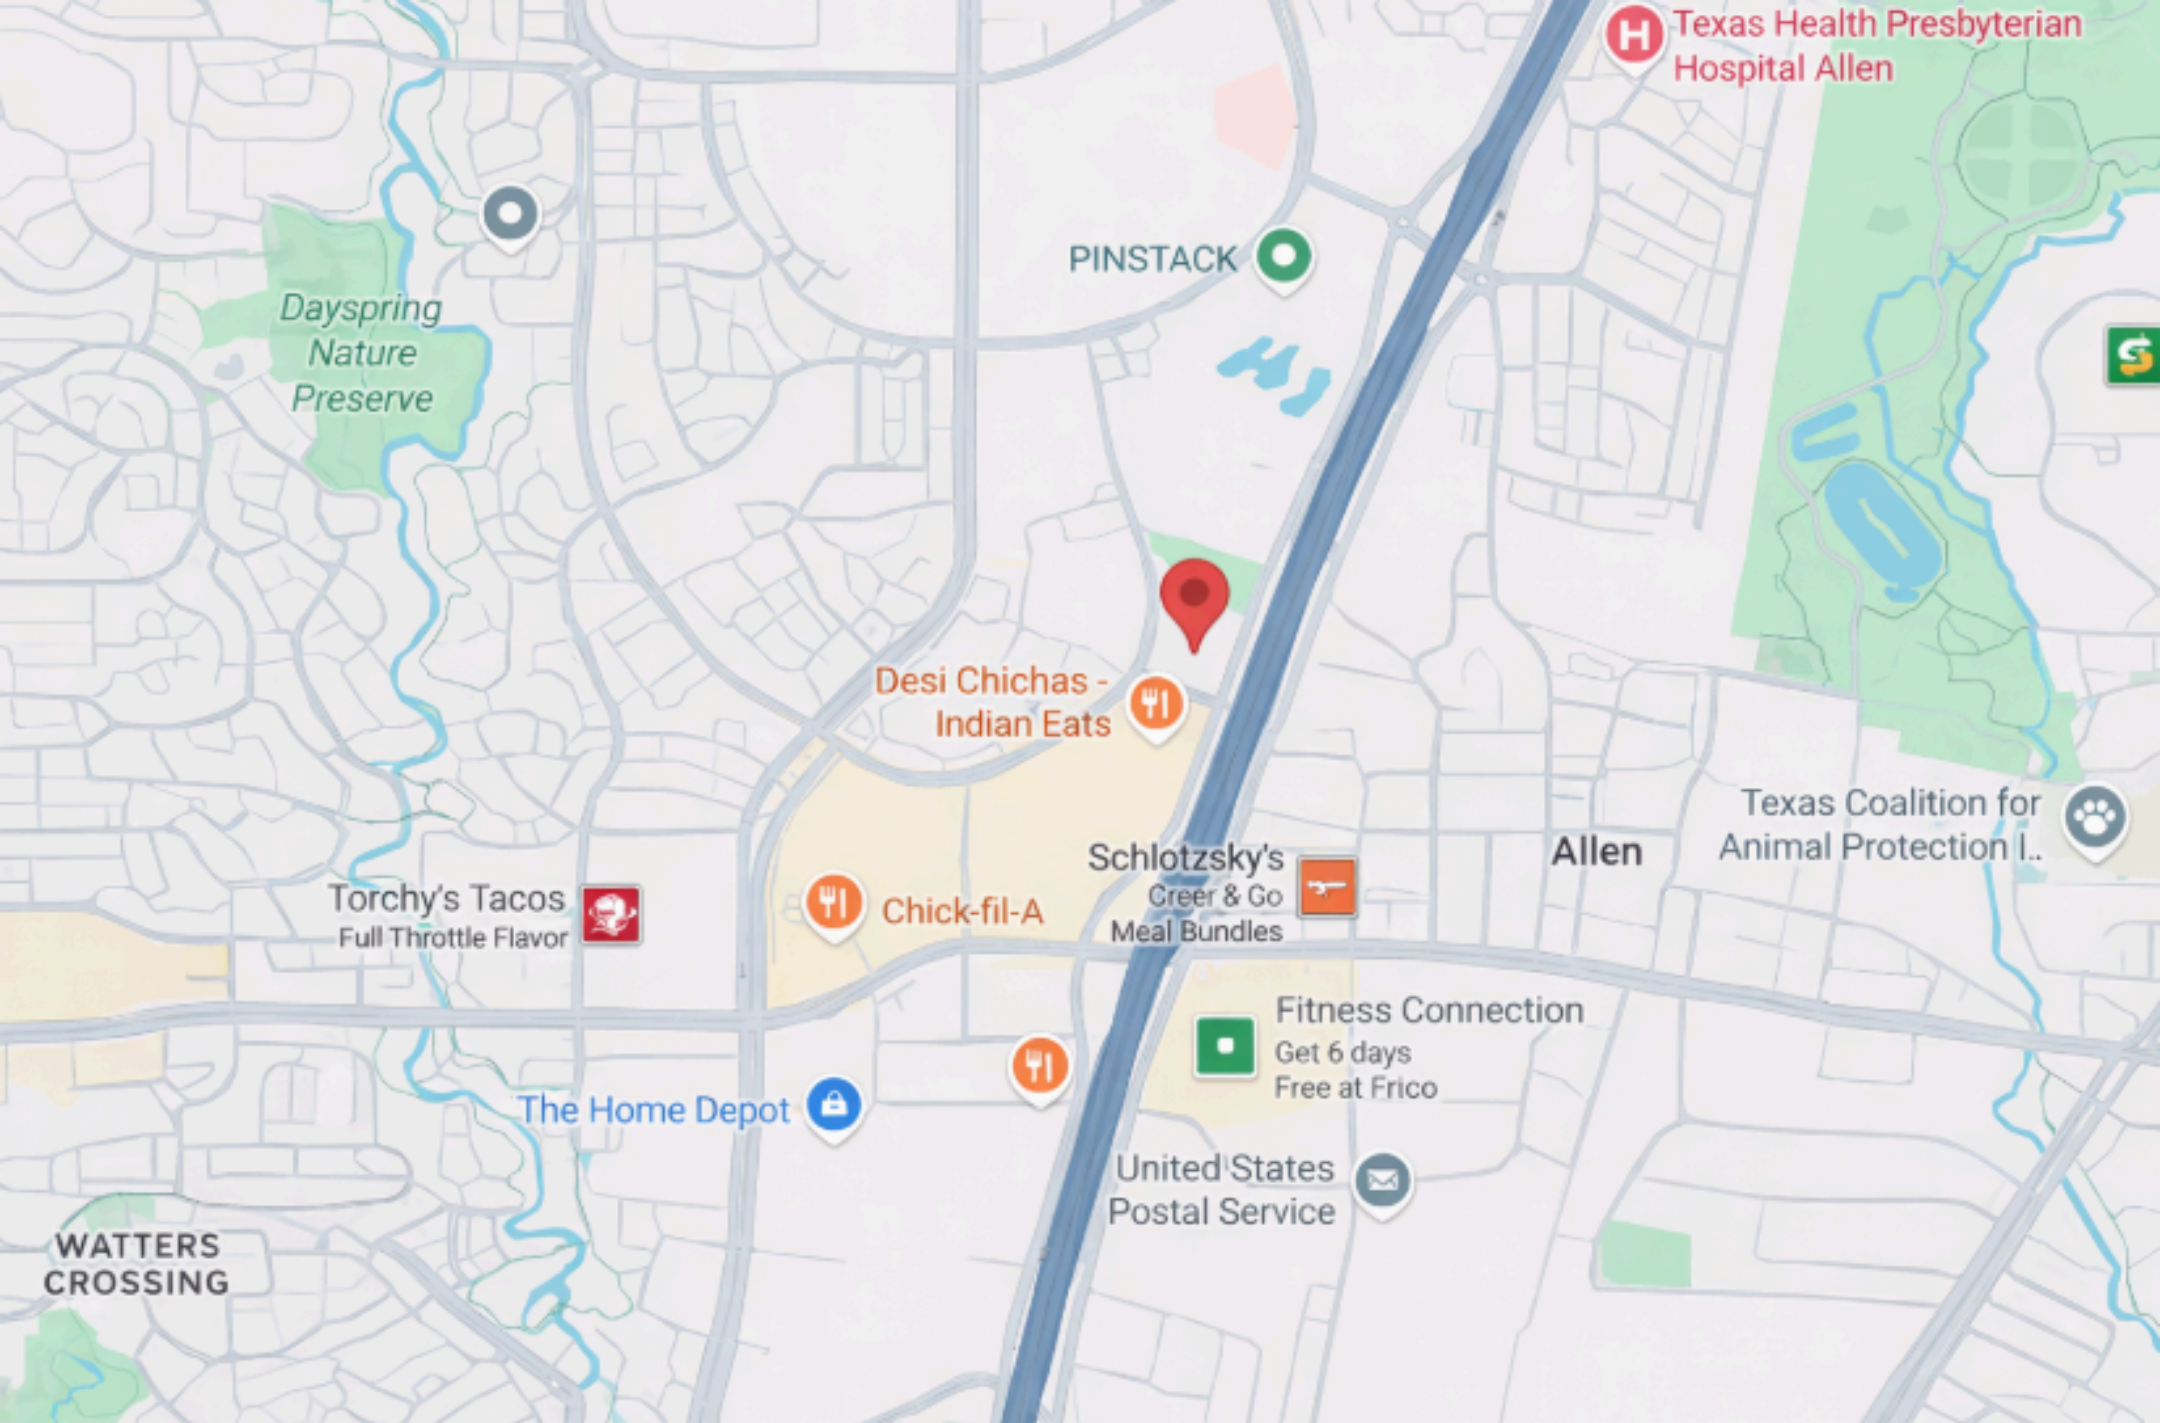 Texas Health Presbyterian
Hospital Allen
PINSTACK
Dayspring
Nature
Preserve
Desi Chichas -
Indian Eats
Texas Coalition for
Animal Protection I..
Schlotzsky's
Creer & Go
Meal Bundles
Allen
Torchy's Tacos
Full Throttle Flavor
Chick-fil-A
Fitness Connection
Get 6 days
Free at Frico
The Home Depot
United States
Postal Service
WATTERS
CROSSING